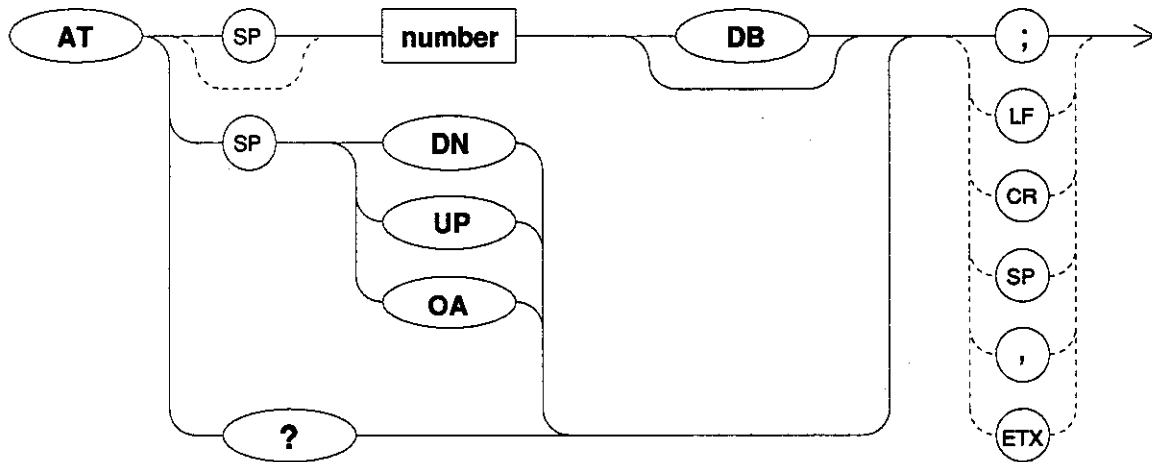 AT SP number DB ;
LF
SP DN
CR
UP
SP
OA
,
? ETX